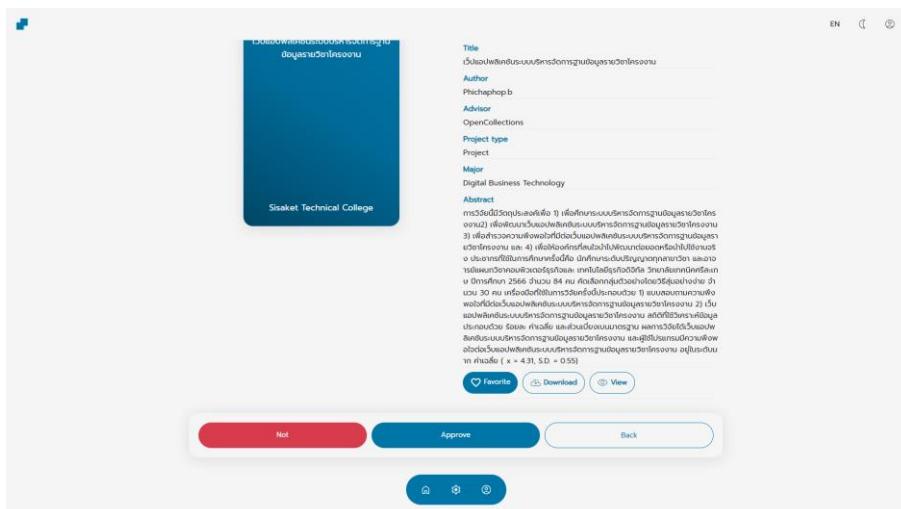 EN
เว็บแอปพลิเคชันระบบบริหารจัดการฐาน
ข้อมูลรายวิชาโครงงาน
Sisaket Technical College
Title
เว็บแอปพลิเคชันระบบบริหารจัดการฐานข้อมูลรายวิชาโครงงาน
Author
Phichaphop.b
Advisor
OpenCollections
Project type
Project
Major
Digital Business Technology
Abstract
การวิจัยนี้มีวัตถุประสงค์เพื่อ 1) เพื่อศึกษาระบบบริหารจัดการฐานข้อมูลรายวิชาโคร
งงาน2) เพื่อพัฒนาเว็บแอปพลิเคชันระบบบริหารจัดการฐานข้อมูลรายวิชาโครงงาน
3) เพื่อสำรวจความพึงพอใจที่มีต่อเว็บแอปพลิเคชันระบบบริหารจัดการฐานข้อมูลรา
ยวิชาโครงงาน และ 4) เพื่อให้องค์กรที่สนใจนำไปพัฒนาต่อยอดหรือนำไปใช้งานจริ
ง ประชากรที่ใช้ในการศึกษาครั้งนี้คือ นักศึกษาระดับปริญญาตรีทุกสาขาวิชา และอาจ
ารย์แผนกวิชาคอมพิวเตอร์ธุรกิจและ เทคโนโลยีธุรกิจดิจิทัล วิทยาลัยเทคนิคศรีสะเก
ษ ปีการศึกษา 2566 จำนวน 84 คน คัดเลือกกลุ่มตัวอย่างโดยวิธีสุ่มอย่างง่าย จำ
นวน 30 คน เครื่องมือที่ใช้ในการวิจัยครั้งนี้ประกอบด้วย 1) แบบสอบถามความพึง
พอใจที่มีต่อเว็บแอปพลิเคชันระบบบริหารจัดการฐานข้อมูลรายวิชาโครงงาน 2) เว็บ
แอปพลิเคชันระบบบริหารจัดการฐานข้อมูลรายวิชาโครงงาน สถิติที่ใช้วิเคราะห์ข้อมูล
ประกอบด้วย ร้อยละ ค่าเฉลี่ย และส่วนเบี่ยงเบนมาตรฐาน ผลการวิจัยได้เว็บแอปพ
ลิเคชันระบบบริหารจัดการฐานข้อมูลรายวิชาโครงงาน และผู้ใช้โปรแกรมมีความพึงพ
อใจต่อเว็บแอปพลิเคชันระบบบริหารจัดการฐานข้อมูลรายวิชาโครงงาน อยู่ในระดับม
าก ค่าเฉลี่ย ( x = 4.31, S.D. = 0.55)
Favorite
Download
View
Not
Approve
Back